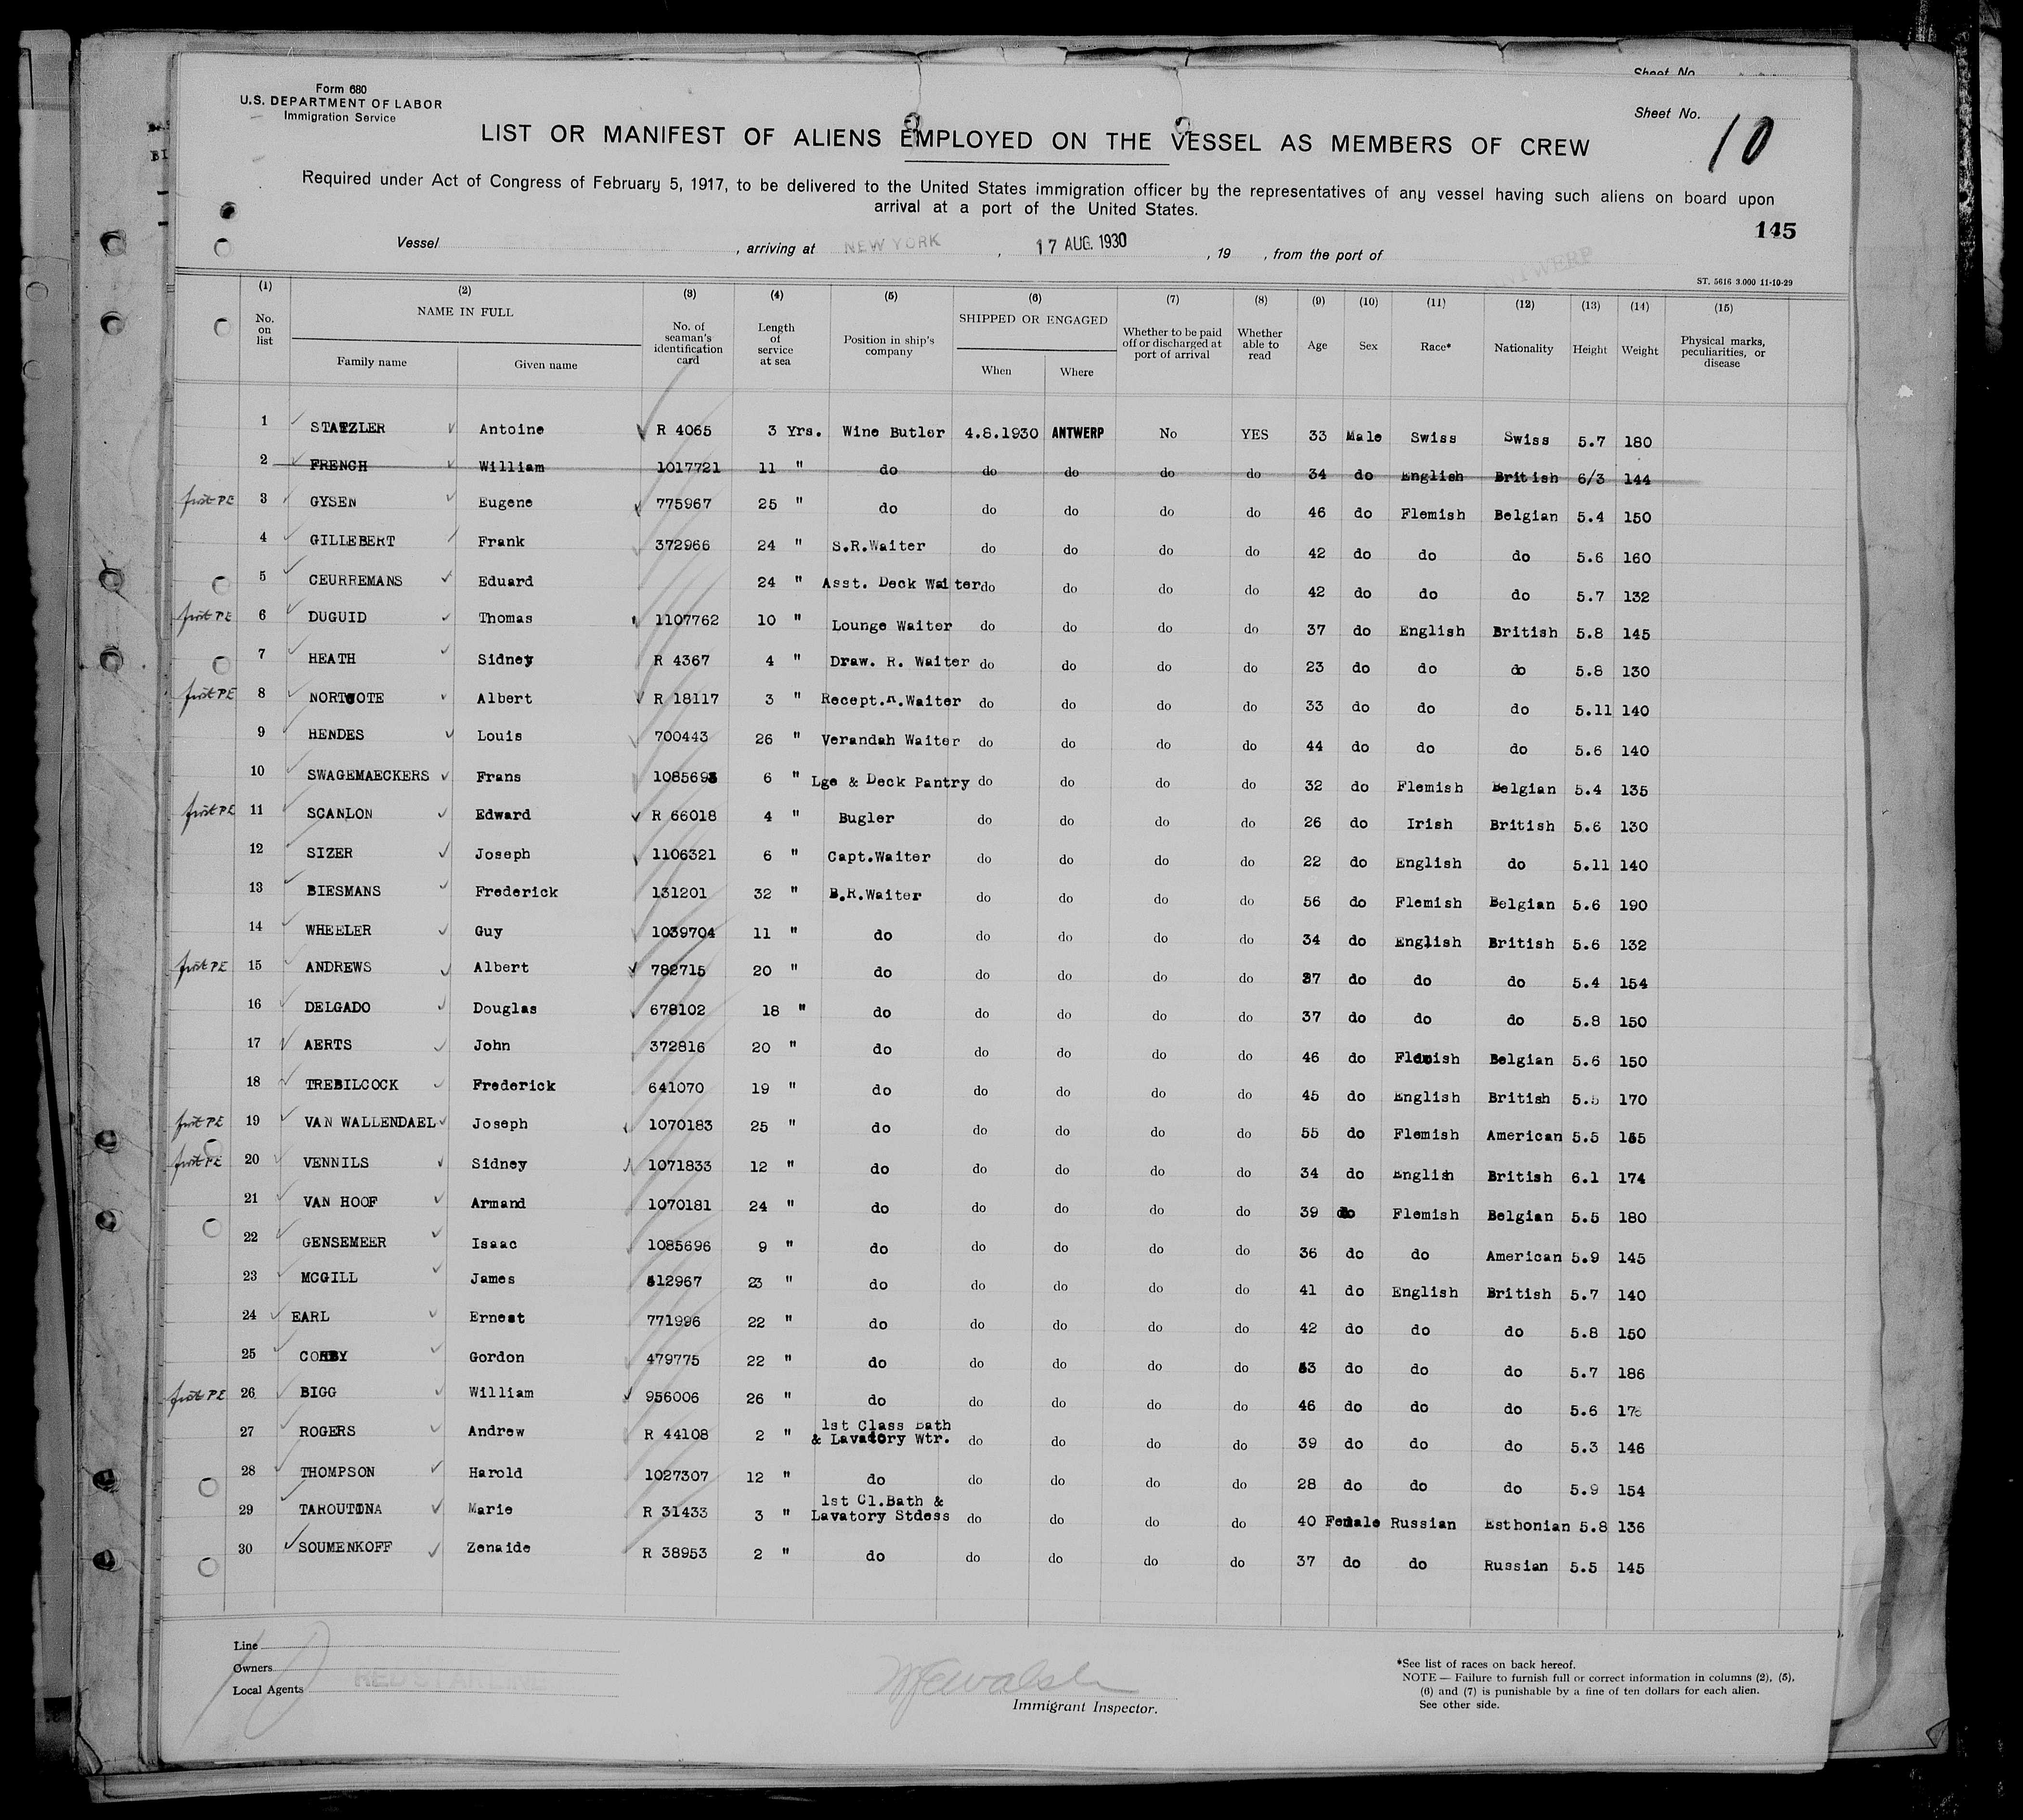 Sheet No.
Form 680
U.S. DEPARTMENT OF LABOR
Immigration Service
Sheet No. 10
LIST OR MANIFEST OF ALIENS EMPLOYED ON THE VESSEL AS MEMBERS OF CREW
Required under Act of Congress of February 5, 1917, to be delivered to the United States immigration officer by the representatives of any vessel having such aliens on board upon
arrival at a port of the United States.
145
Vessel , arriving at NEW YORK , 17 AUG. 1930 , 19 , from the port of ANTWERP
ST. 5616 3.000 11-10-29
(1) (2) (3) (4) (5) (6) (7) (8) (9) (10) (11) (12) (13) (14) (15)
No. on list NAME IN FULL Family name Given name No. of seaman's identification card Length of service at sea Position in ship's company SHIPPED OR ENGAGED When Where Whether to be paid off or discharged at port of arrival Whether able to read Age Sex Race* Nationality Height Weight Physical marks, peculiarities, or disease
1 STATZLER Antoine R 4065 3 Yrs. Wine Butler 4.8.1930 ANTWERP No YES 33 Male Swiss Swiss 5.7 180
2 FRENCH William 1017721 11 " do do do do do 34 do English British 6/3 144
first PE 3 GYSEN Eugene 775967 25 " do do do do do 46 do Flemish Belgian 5.4 150
4 GILLEBERT Frank 372966 24 " S.R.Waiter do do do do 42 do do do 5.6 160
5 CEURREMANS Eduard 24 " Asst. Deck Waiter do do do do 42 do do do 5.7 132
first PE 6 DUGUID Thomas 1107762 10 " Lounge Waiter do do do do 37 do English British 5.8 145
7 HEATH Sidney R 4367 4 " Draw. R. Waiter do do do do 23 do do do 5.8 130
first PE 8 NORTCOTE Albert R 18117 3 " Recept.R.Waiter do do do do 33 do do do 5.11 140
9 HENDES Louis 700443 26 " Verandah Waiter do do do do 44 do do do 5.6 140
10 SWAGEMAECKERS Frans 1085693 6 " Lge & Deck Pantry do do do do 32 do Flemish Belgian 5.4 135
first PE 11 SCANLON Edward R 66018 4 " Bugler do do do do 26 do Irish British 5.6 130
12 SIZER Joseph 1106321 6 " Capt.Waiter do do do do 22 do English do 5.11 140
13 BIESMANS Frederick 131201 32 " B.R.Waiter do do do do 56 do Flemish Belgian 5.6 190
14 WHEELER Guy 1039704 11 " do do do do do 34 do English British 5.6 132
first PE 15 ANDREWS Albert 782715 20 " do do do do do 37 do do do 5.4 154
16 DELGADO Douglas 678102 18 " do do do do do 37 do do do 5.8 150
17 AERTS John 372816 20 " do do do do do 46 do Flemish Belgian 5.6 150
18 TREBILCOCK Frederick 641070 19 " do do do do do 45 do English British 5.5 170
first PE 19 VAN WALLENDAEL Joseph 1070183 25 " do do do do do 55 do Flemish American 5.5 155
first PE 20 VENNILS Sidney 1071833 12 " do do do do do 34 do English British 6.1 174
21 VAN HOOF Armand 1070181 24 " do do do do do 39 do Flemish Belgian 5.5 180
22 GENSEMEER Isaac 1085696 9 " do do do do do 36 do do American 5.9 145
23 MCGILL James 12967 23 " do do do do do 41 do English British 5.7 140
24 EARL Ernest 771996 22 " do do do do do 42 do do do 5.8 150
25 CORBY Gordon 479775 22 " do do do do do do do do 5.7 186
first PE 26 BIGG William 956006 26 " do do do do do 46 do do do 5.6
27 ROGERS Andrew R 44108 2 " 1st Class Bath & Lavatory Wtr. do do do do 39 do do do 5.3 146
28 THOMPSON Harold 1027307 12 " do do do do do 28 do do do 5.9 154
29 TAROUTINA Marie R 31433 3 " 1st Cl.Bath & Lavatory Stdess do do do do 40 Female Russian Esthonian 5.8 136
30 SOUMENKOFF Zenaide R 38953 2 " do do do do do 37 do do Russian 5.5 145
Line
Owners
Local Agents
RED STAR LINE
10
Immigrant Inspector.
*See list of races on back hereof.
NOTE — Failure to furnish full or correct information in columns (2), (5),
(6) and (7) is punishable by a fine of ten dollars for each alien.
See other side.